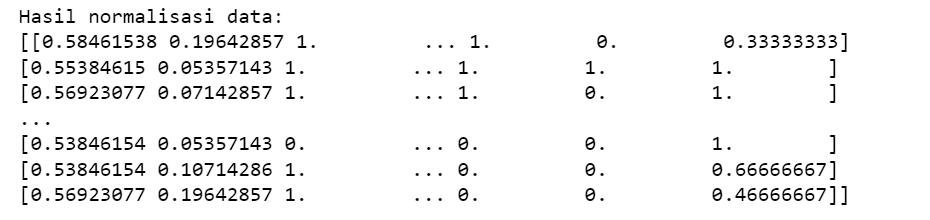 Hasil normalisasi data:
[[0.58461538 0.19642857 1.         ... 1.         0.         0.33333333]
[0.55384615 0.05357143 1.         ... 1.         1.         1.        ]
[0.56923077 0.07142857 1.         ... 1.         0.         1.        ]
...
[0.53846154 0.05357143 0.         ... 0.         0.         1.        ]
[0.53846154 0.10714286 1.         ... 0.         0.         0.66666667]
[0.56923077 0.19642857 1.         ... 0.         0.         0.46666667]]